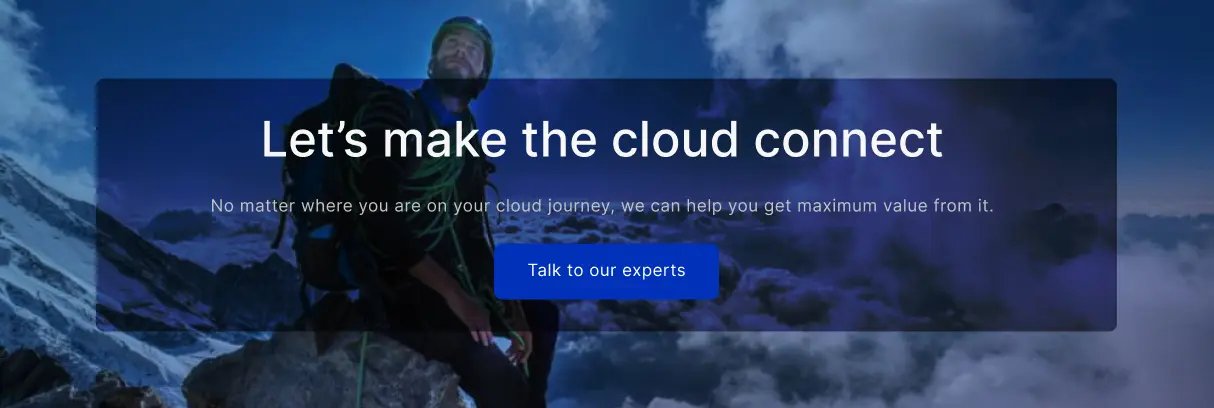 Let’s make the cloud connect
No matter where you are on your cloud journey, we can help you get maximum value from it.
Talk to our experts